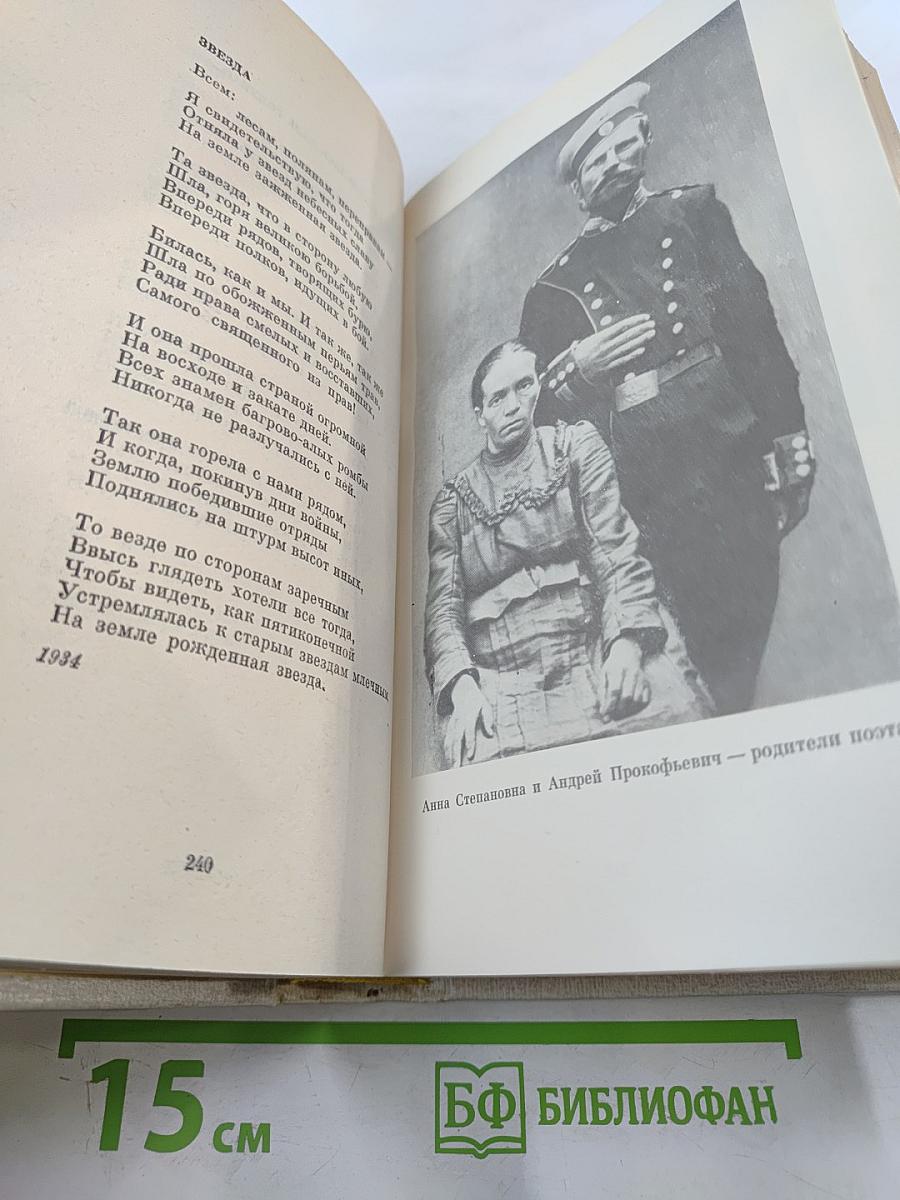 ЗВЕЗДА
Всем: лесам, полянам, переправам —
Я свидетельствую, что тогда
Отняла у звезд небесных славу
На земле зажженная звезда.
Та звезда, что в сторону любую
Шла, горя великою борьбой,
Впереди рядов, творящих бурю,
Впереди полков, идущих в бой.
Билась, как и мы. И так же, так же
Шла по обожженным перьям трав,
Ради права смелых и восставших,
Самого священного из прав!
И она прошла страной огромной
На восходе и закате дней.
Всех знамен багрово-алых ромбы
Никогда не разлучались с ней.
Так она горела с нами рядом,
И когда, покинув дни войны,
Землю победившие отряды
Поднялись на штурм высот иных,
То везде по сторонам заречным
Ввысь глядеть хотели все тогда,
Чтобы видеть, как пятиконечной
Устремлялась к старым звездам млечным
На земле рожденная звезда.
1934
240
Анна Степановна и Андрей Прокофьевич — родители поэта
15 см
БФ БИБЛИОФАН